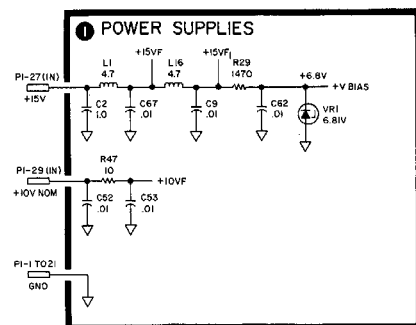 1 POWER SUPPLIES
+15VF
+15VF1
L1
4.7
L16
4.7
R29
1470
+6.8V
P1-27(IN)
+15V
+V BIAS
C2
1.0
C67
.01
C9
.01
C62
.01
VR1
6.81V
P1-29(IN)
+10V NOM
R47
10
+10VF
C52
.01
C53
.01
P1-1 TO21
GND